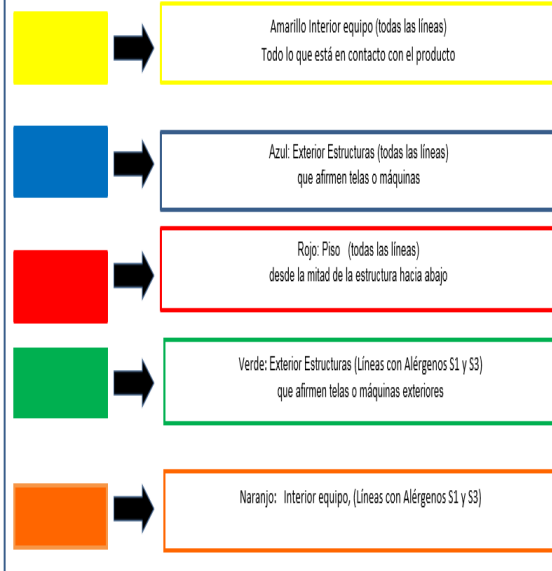 Amarillo Interior equipo (todas las líneas)
Todo lo que está en contacto con el producto
Azul: Exterior Estructuras (todas las líneas)
que afirmen telas o máquinas
Rojo: Piso (todas las líneas)
desde la mitad de la estructura hacia abajo
Verde: Exterior Estructuras (Líneas con Alérgenos S1 y S3)
que afirmen telas o máquinas exteriores
Naranjo: Interior equipo, (Líneas con Alérgenos S1 y S3)